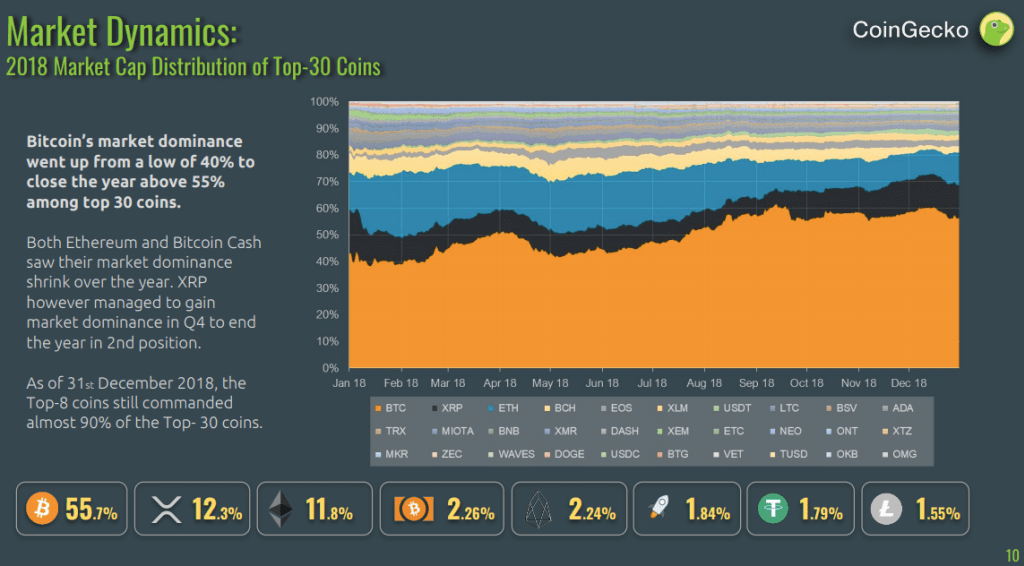 Market Dynamics:
2018 Market Cap Distribution of Top-30 Coins
CoinGecko
Bitcoin’s market dominance
went up from a low of 40% to
close the year above 55%
among top 30 coins.
Both Ethereum and Bitcoin Cash
saw their market dominance
shrink over the year. XRP
however managed to gain
market dominance in Q4 to end
the year in 2nd position.
As of 31st December 2018, the
Top-8 coins still commanded
almost 90% of the Top- 30 coins.
100%
90%
80%
70%
60%
50%
40%
30%
20%
10%
0%
Jan 18 Feb 18 Mar 18 Apr 18 May 18 Jun 18 Jul 18 Aug 18 Sep 18 Oct 18 Nov 18 Dec 18
BTC XRP ETH BCH EOS XLM USDT LTC BSV ADA
TRX MIOTA BNB XMR DASH XEM ETC NEO ONT XTZ
MKR ZEC WAVES DOGE USDC BTG VET TUSD OKB OMG
55.7% 12.3% 11.8% 2.26% 2.24% 1.84% 1.79% 1.55%
10